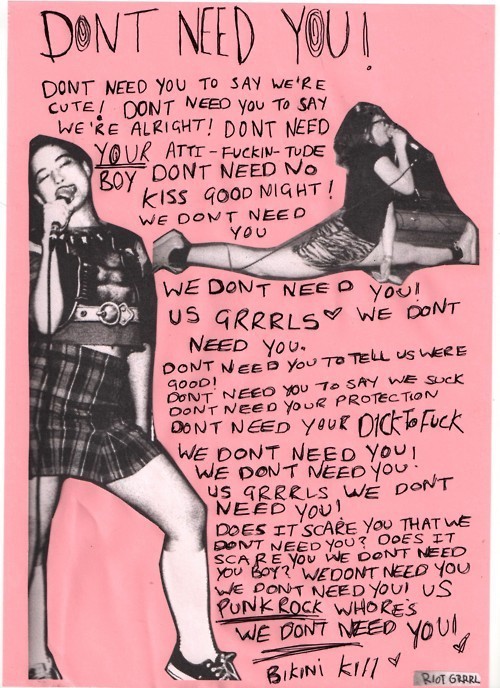 DONT NEED YOU!
DONT NEED YOU TO SAY WE'RE
CUTE! DONT NEED YOU TO SAY
WE'RE ALRIGHT! DONT NEED
YOUR ATTI-FUCKIN-TUDE
BOY DONT NEED NO
KISS GOOD NIGHT!
WE DONT NEED
YOU
WE DONT NEED YOU!
US GRRRLS ♡ WE DONT
NEED YOU.
DONT NEED YOU TO TELL US WERE
GOOD!
DONT NEED YOU TO SAY WE SUCK
DONT NEED YOUR PROTECTION
DONT NEED YOUR DICK TO FUCK
WE DONT NEED YOU!
WE DONT NEED YOU.
US GRRRLS WE DONT
NEED YOU!
DOES IT SCARE YOU THAT WE
DONT NEED YOU? DOES IT
SCARE YOU WE DONT NEED
YOU BOY? WE DONT NEED YOU
WE DONT NEED YOU! US
PUNK ROCK WHORES
WE DONT NEED YOU!
BIKINI KILL ♡
RIOT GRRRL